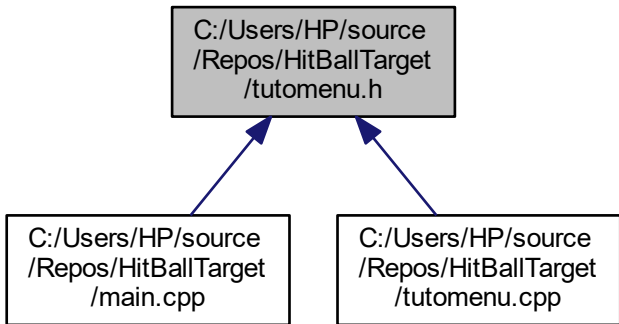 C:/Users/HP/source
/Repos/HitBallTarget
/tutomenu.h
C:/Users/HP/source
/Repos/HitBallTarget
/main.cpp
C:/Users/HP/source
/Repos/HitBallTarget
/tutomenu.cpp